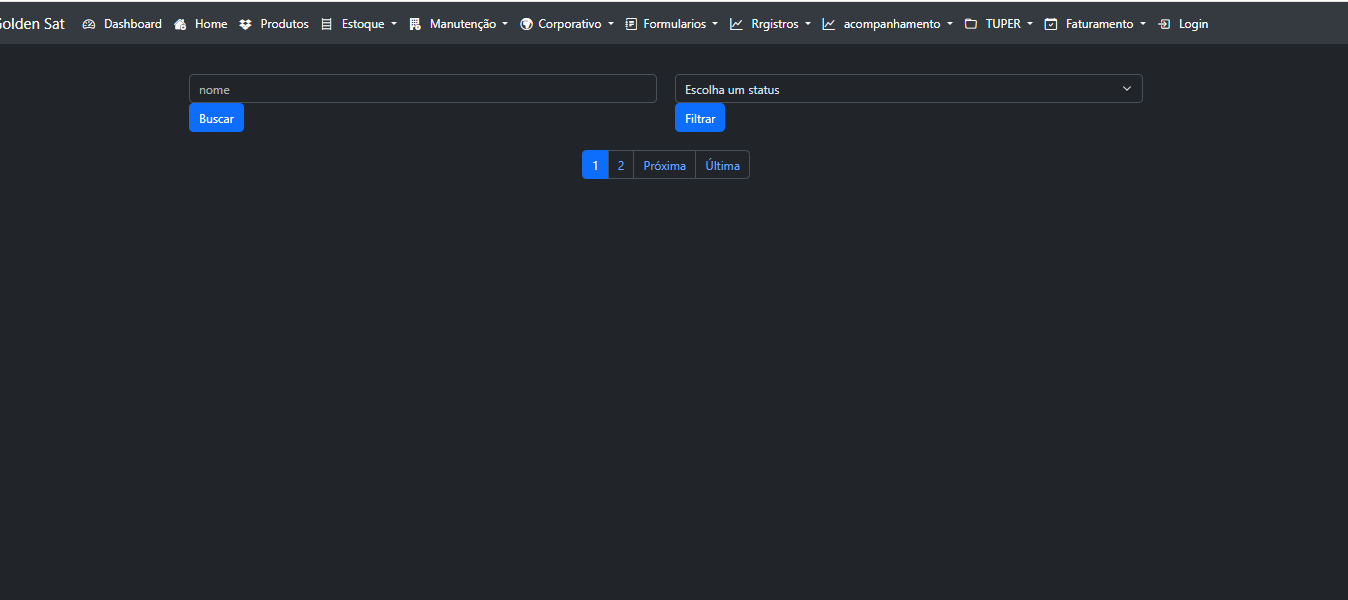 Golden Sat Dashboard Home Produtos Estoque Manutenção Corporativo Formularios Rrgistros acompanhamento TUPER Faturamento Login
nome Escolha um status
Buscar Filtrar
1 2 Próxima Última